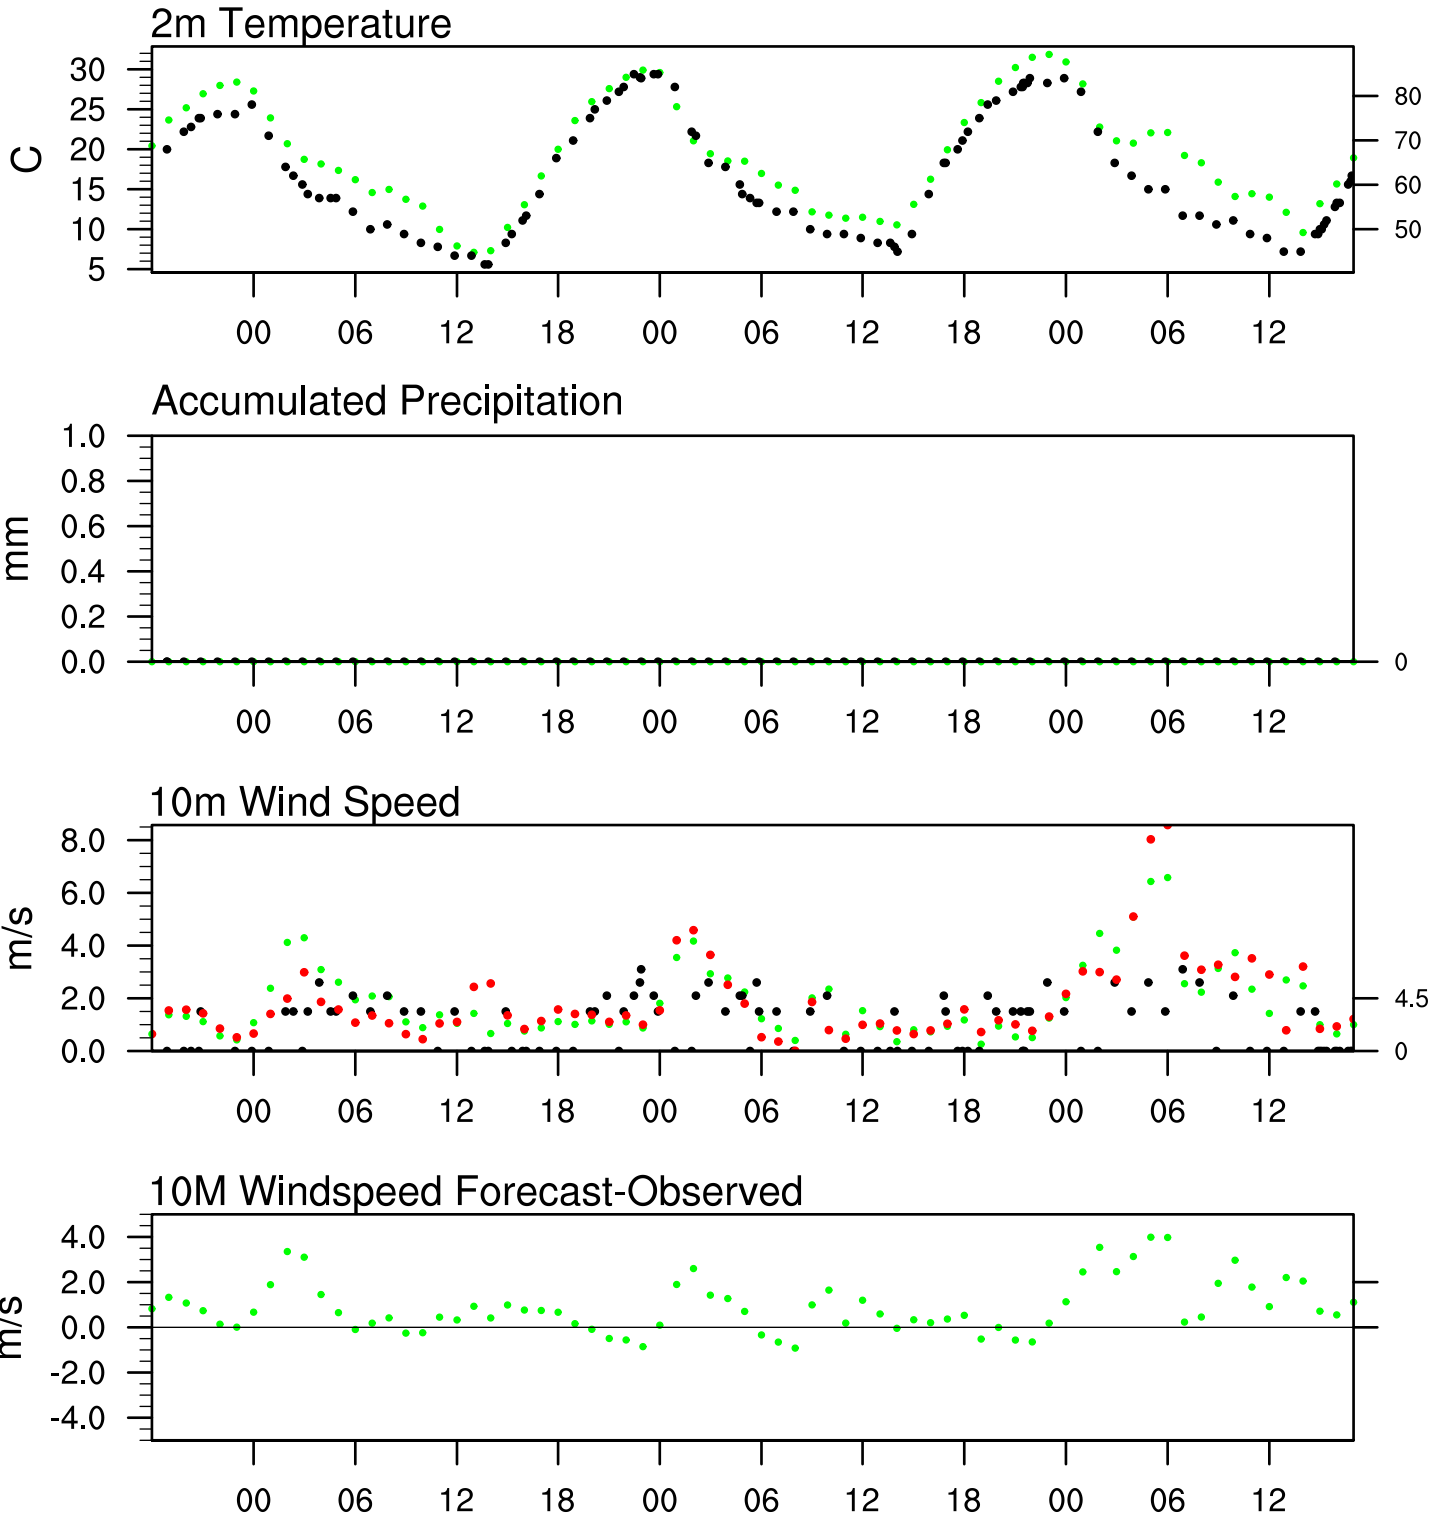 2m Temperature
30
25
20
15
10
5
C
80
70
60
50
00 06 12 18 00 06 12 18 00 06 12
Accumulated Precipitation
1.0
0.8
0.6
0.4
0.2
0.0
mm
0
00 06 12 18 00 06 12 18 00 06 12
10m Wind Speed
8.0
6.0
4.0
2.0
0.0
m/s
4.5
0
00 06 12 18 00 06 12 18 00 06 12
10M Windspeed Forecast-Observed
4.0
2.0
0.0
-2.0
-4.0
m/s
00 06 12 18 00 06 12 18 00 06 12